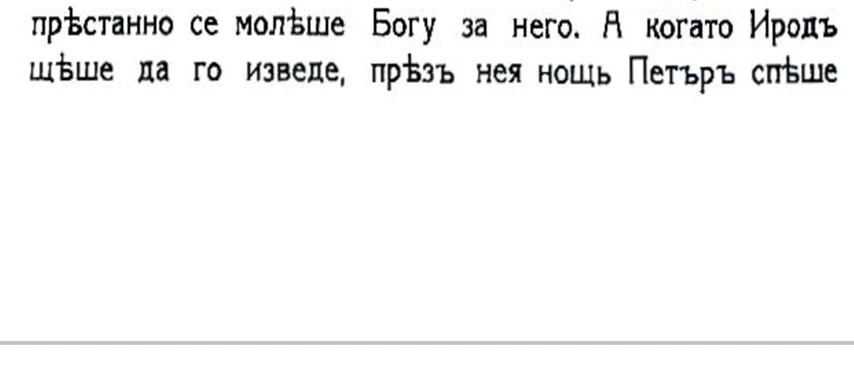 прѣстанно се молѣше Богу за него. А когато Иродъ
щѣше да го изведе, прѣзъ нея нощь Петъръ спѣше